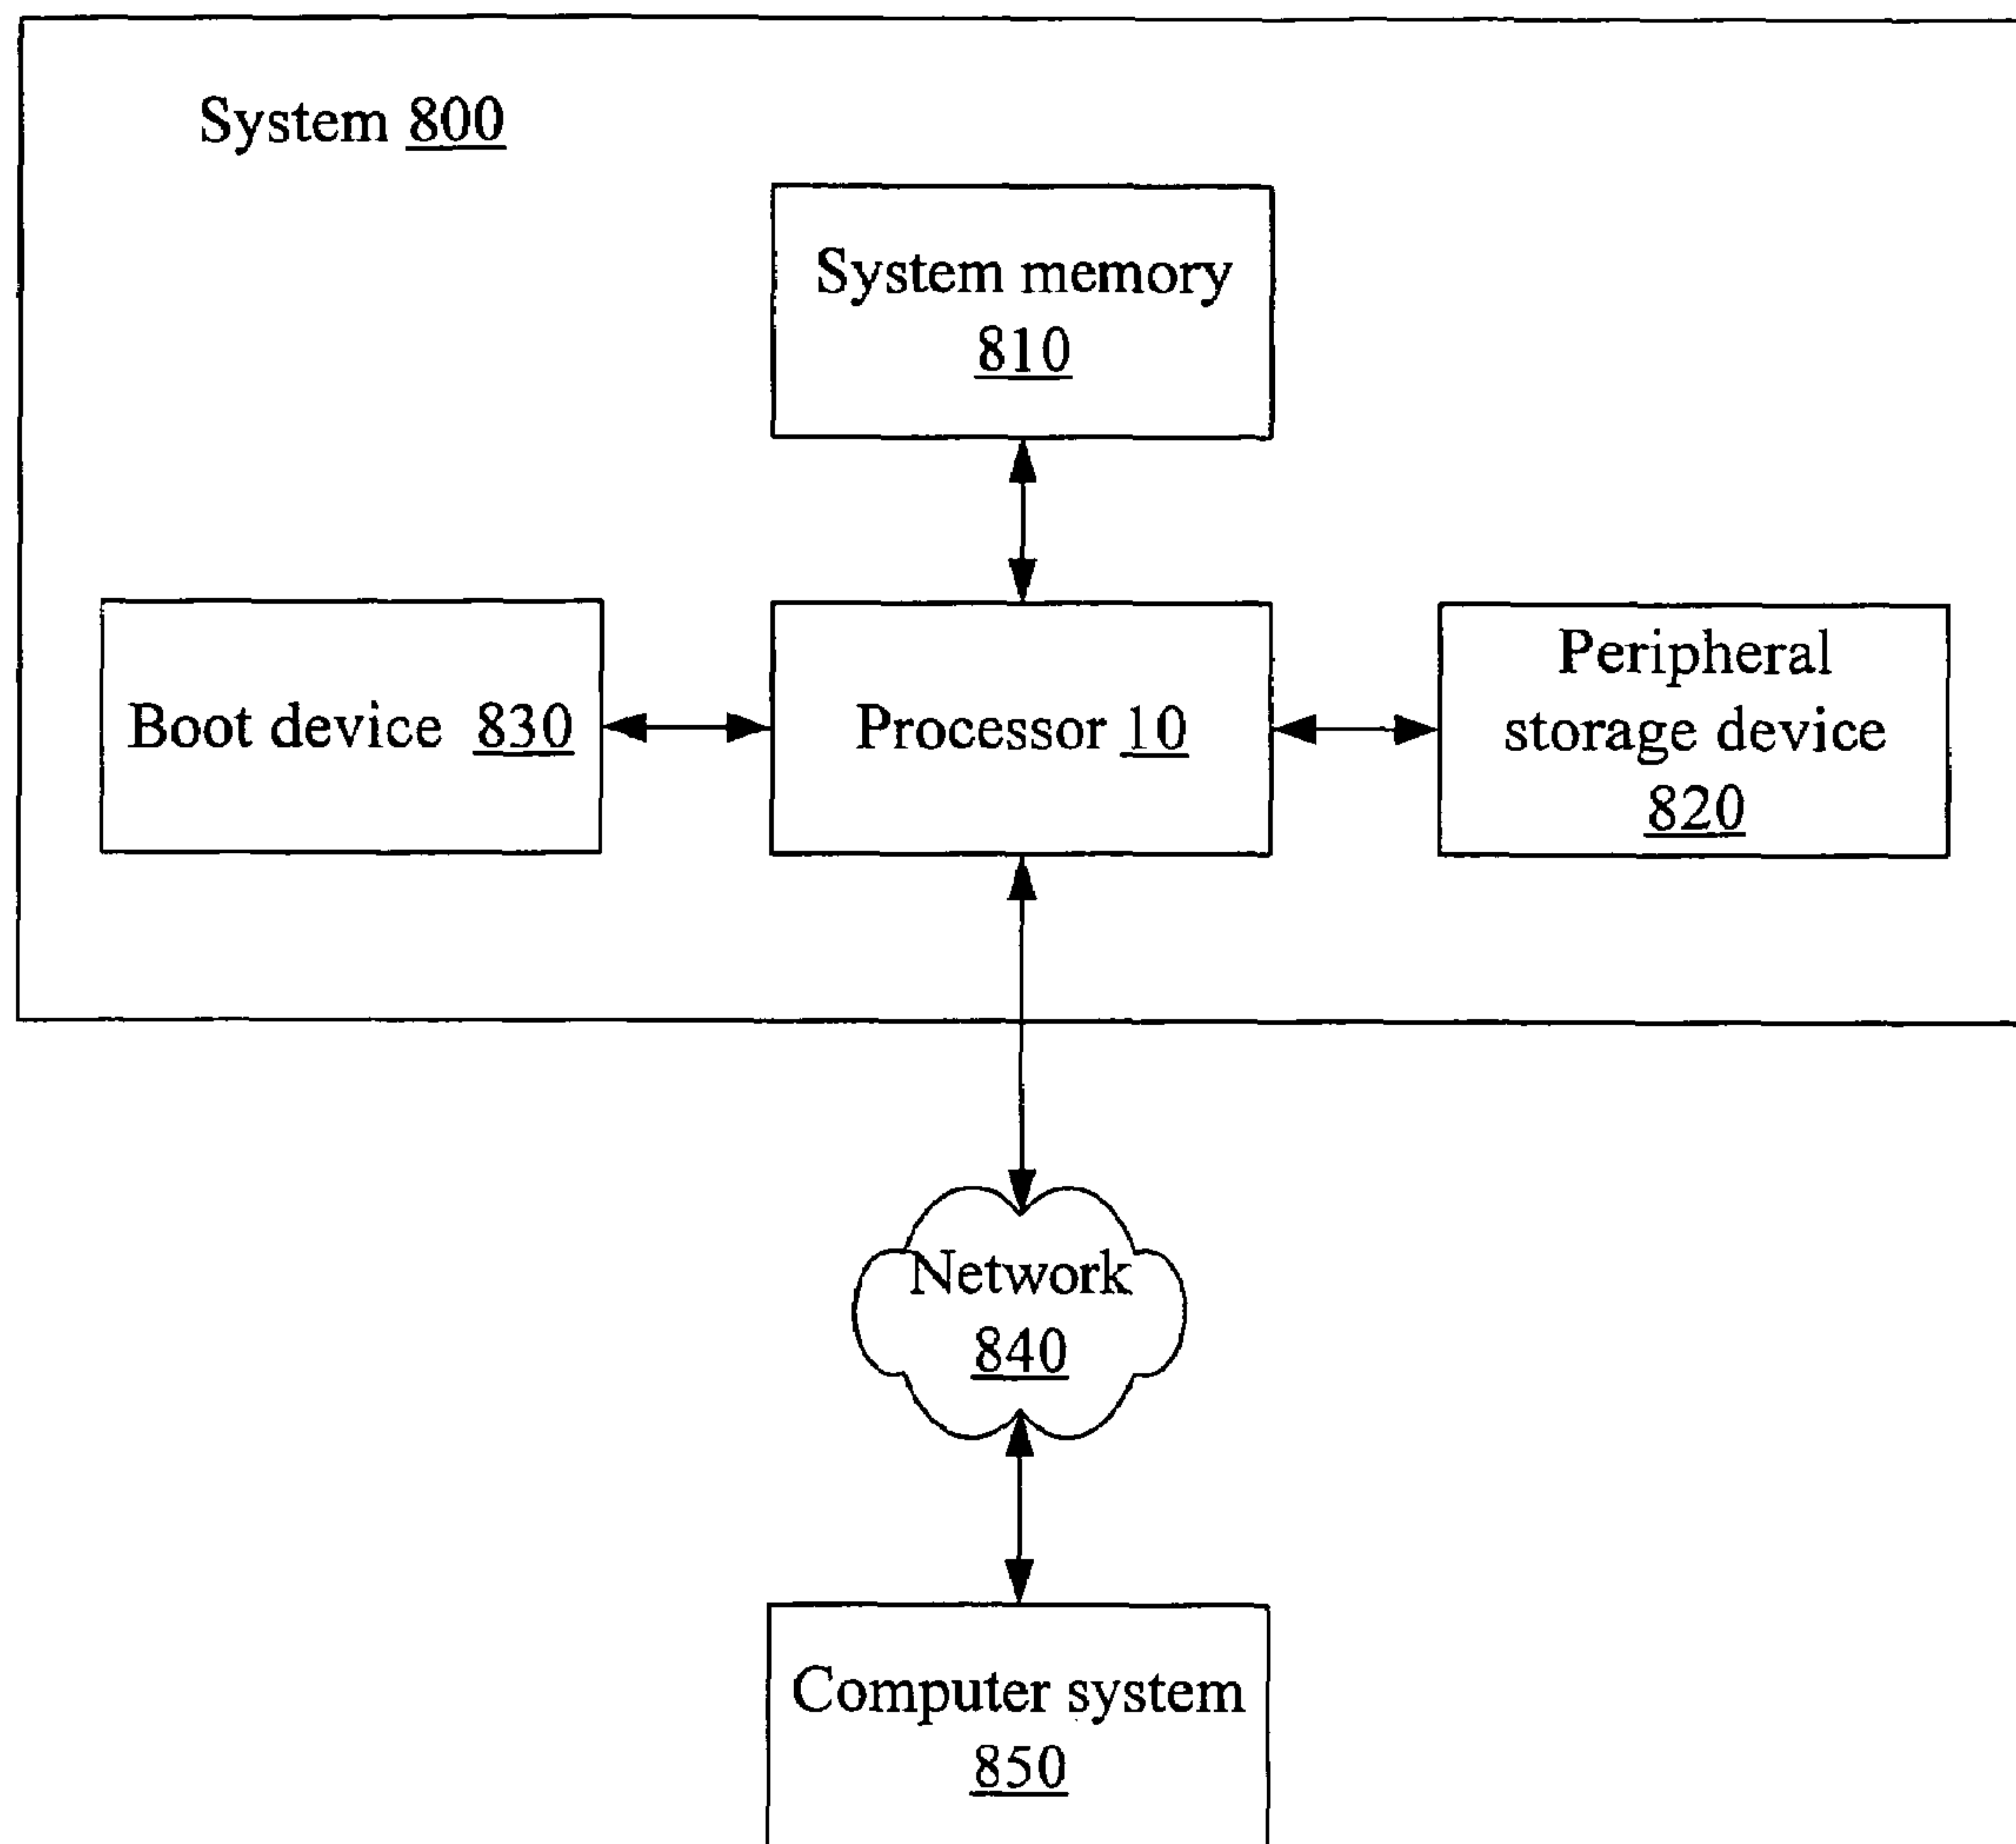 System 800
System memory
810
Boot device 830
Processor 10
Peripheral
storage device
820
Network
840
Computer system
850